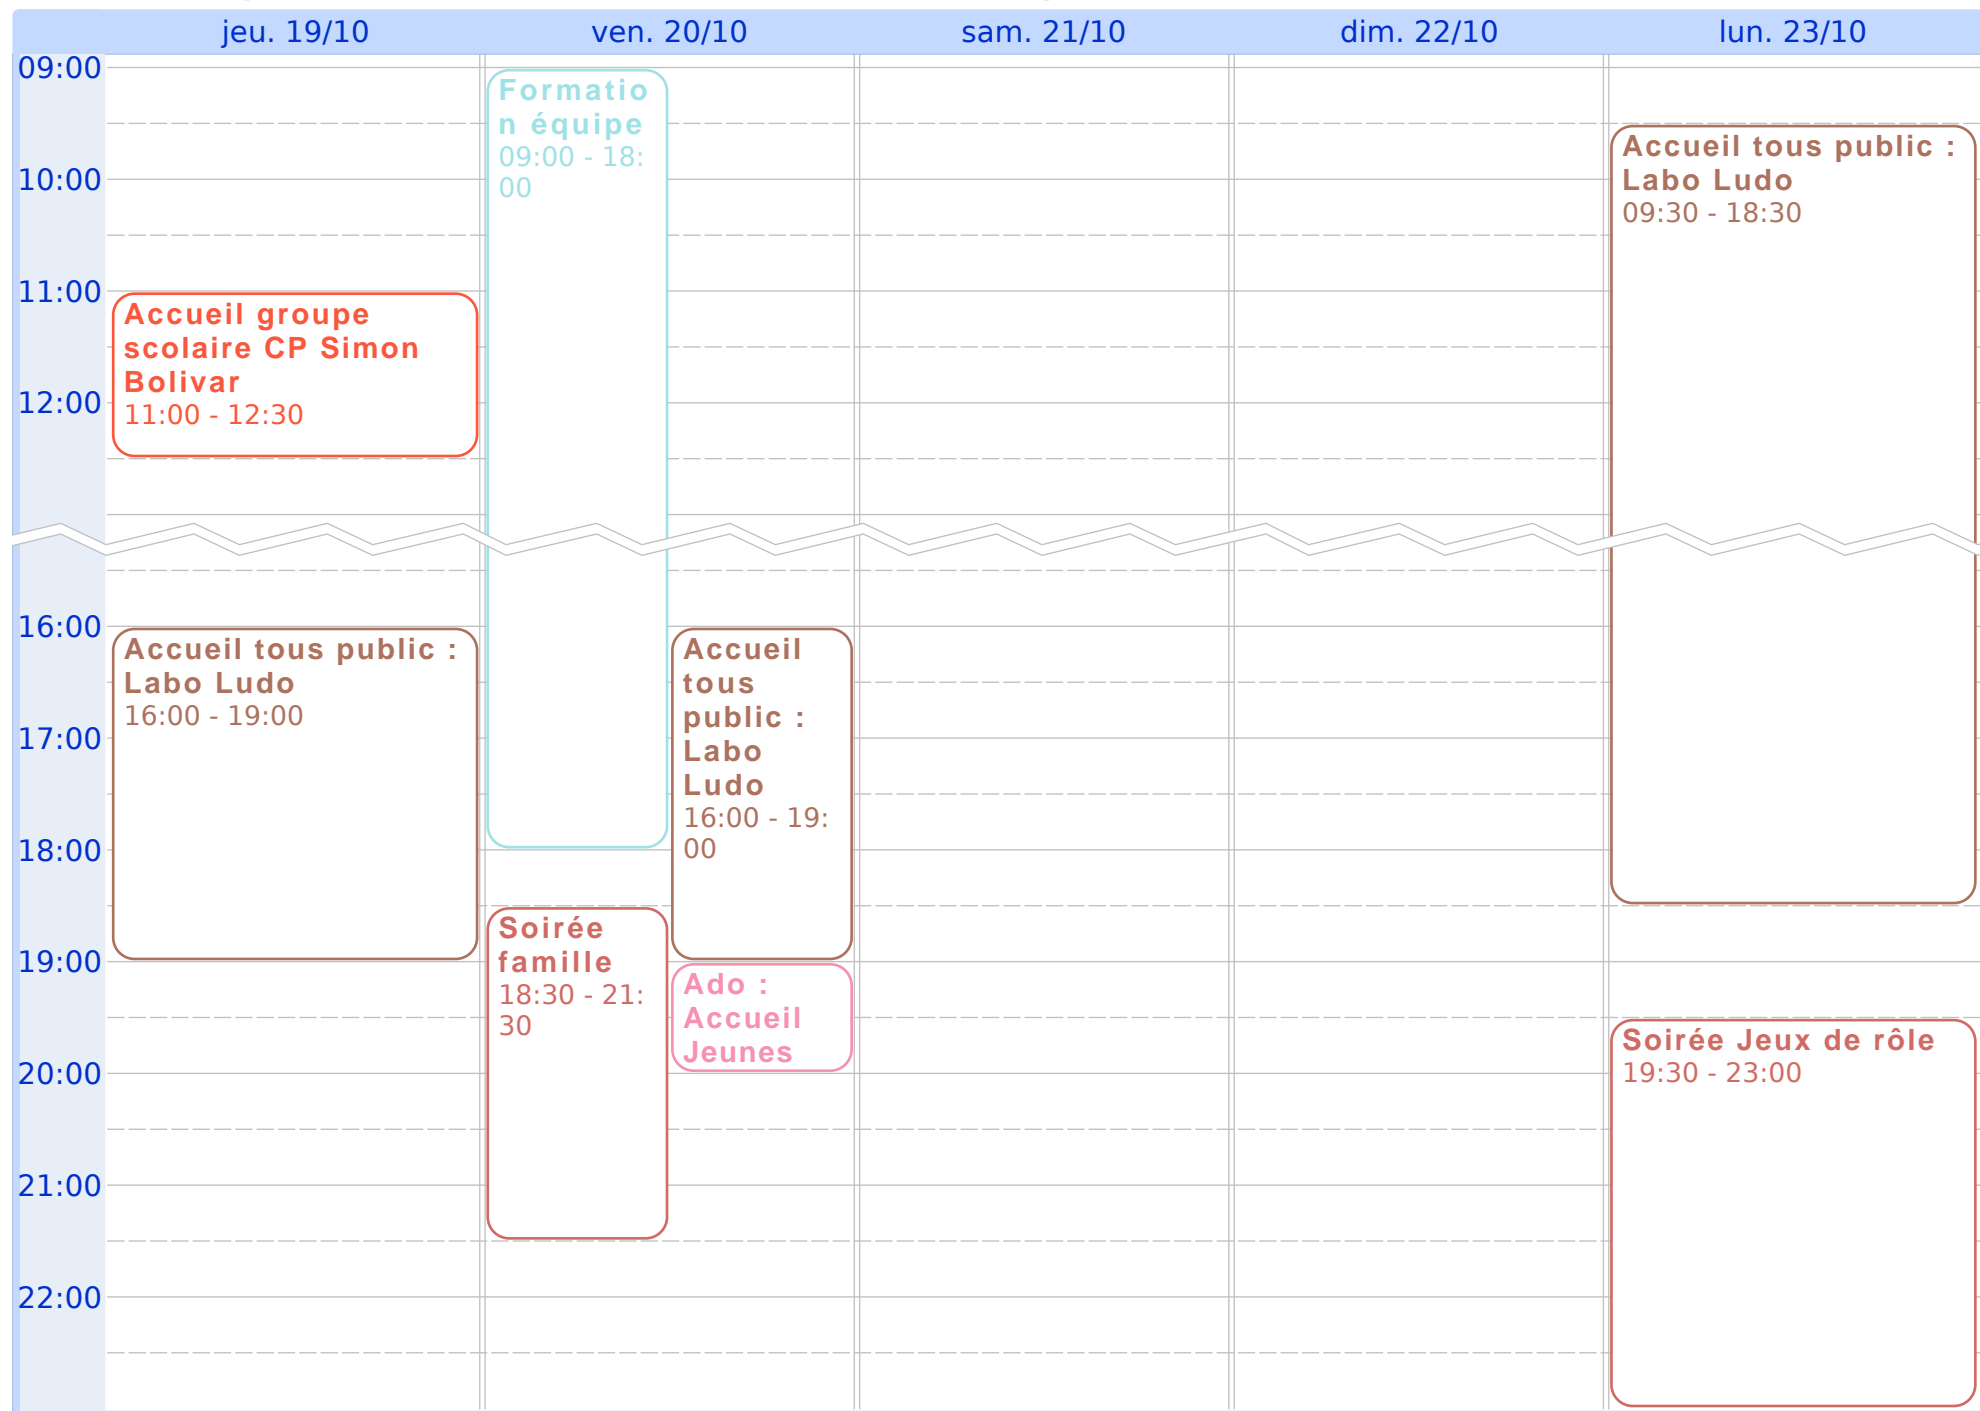 jeu. 19/10
ven. 20/10
sam. 21/10
dim. 22/10
lun. 23/10
09:00
10:00
11:00
12:00
16:00
17:00
18:00
19:00
20:00
21:00
22:00
Accueil groupe
scolaire CP Simon
Bolivar
11:00 - 12:30
Accueil tous public :
Labo Ludo
16:00 - 19:00
Formatio
n équipe
09:00 - 18:
00
Accueil
tous
public :
Labo
Ludo
16:00 - 19:
00
Soirée
famille
18:30 - 21:
30
Ado :
Accueil
Jeunes
Accueil tous public :
Labo Ludo
09:30 - 18:30
Soirée Jeux de rôle
19:30 - 23:00